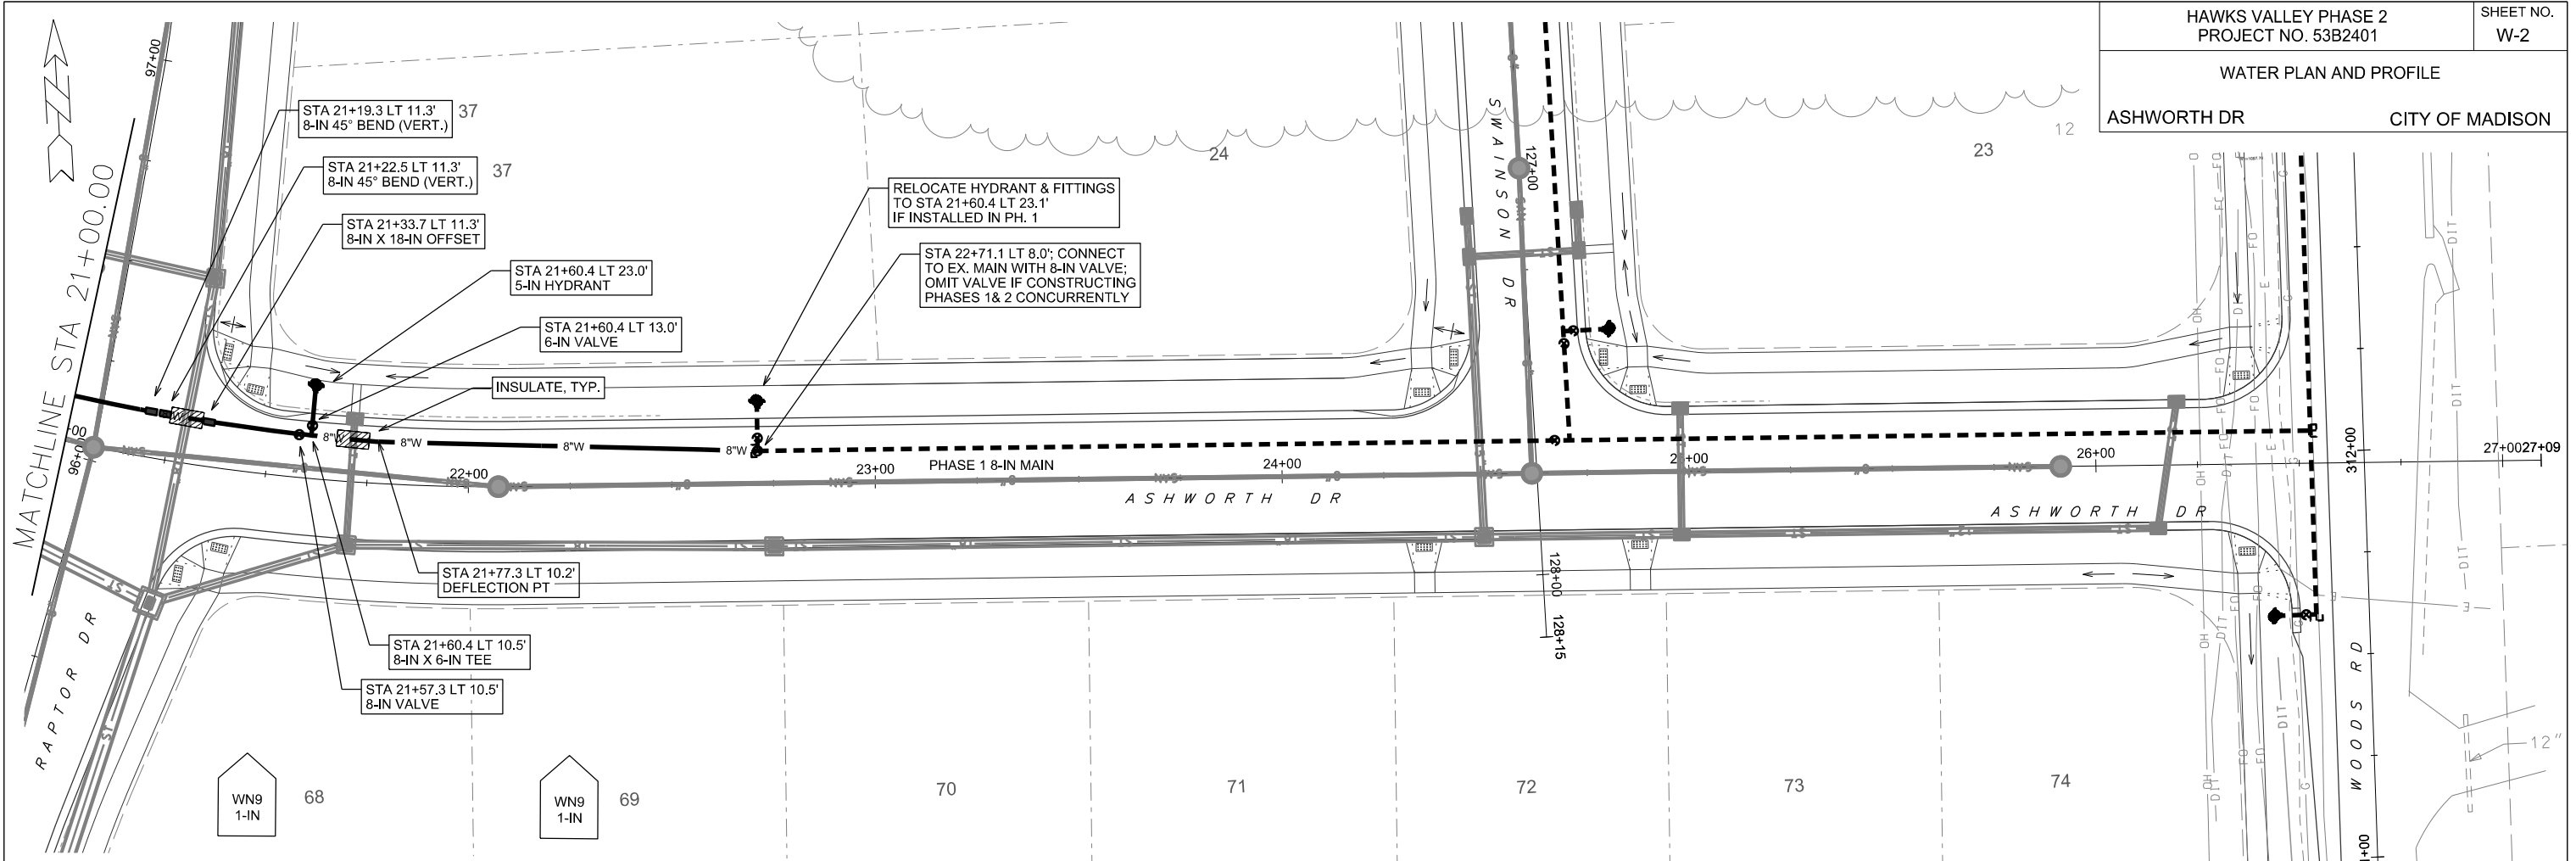 HAWKS VALLEY PHASE 2
PROJECT NO. 53B2401
SHEET NO.
W-2
WATER PLAN AND PROFILE
ASHWORTH DR
CITY OF MADISON
97+00
STA 21+19.3 LT 11.3'
8-IN 45° BEND (VERT.)
37
STA 21+22.5 LT 11.3'
8-IN 45° BEND (VERT.)
37
STA 21+33.7 LT 11.3'
8-IN X 18-IN OFFSET
STA 21+60.4 LT 23.0'
5-IN HYDRANT
STA 21+60.4 LT 13.0'
6-IN VALVE
INSULATE, TYP.
RELOCATE HYDRANT & FITTINGS
TO STA 21+60.4 LT 23.1'
IF INSTALLED IN PH. 1
STA 22+71.1 LT 8.0'; CONNECT
TO EX. MAIN WITH 8-IN VALVE;
OMIT VALVE IF CONSTRUCTING
PHASES 1& 2 CONCURRENTLY
24
23
12
SWAINSON DR
127+00
MATCHLINE STA 21+00.00
96+00
8"W
8"W
8"W
8"W
22+00
23+00
PHASE 1 8-IN MAIN
24+00
26+00
27+00
27+09
312+00
ASHWORTH DR
ASHWORTH DR
128+00
128+15
STA 21+77.3 LT 10.2'
DEFLECTION PT
STA 21+60.4 LT 10.5'
8-IN X 6-IN TEE
STA 21+57.3 LT 10.5'
8-IN VALVE
RAPTOR DR
WOODS RD
12"
WN9
1-IN
68
WN9
1-IN
69
70
71
72
73
74